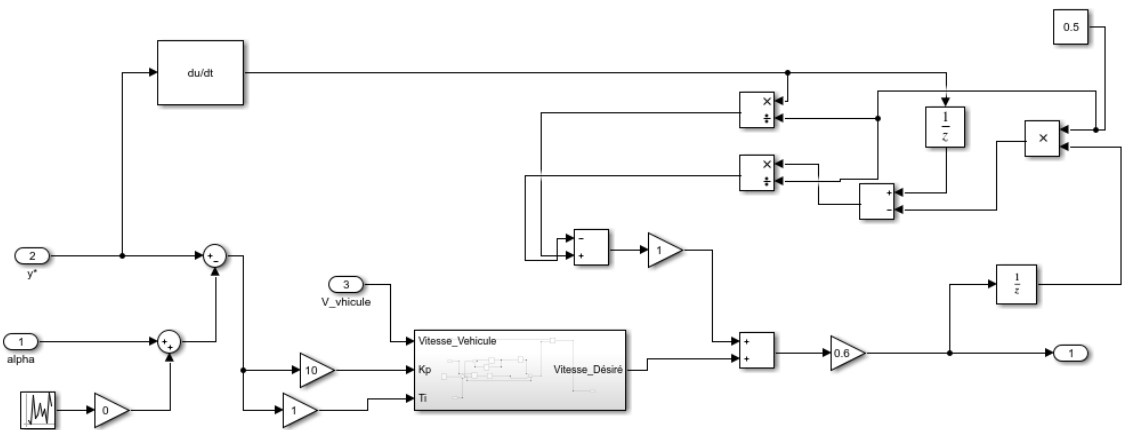 0.5
du/dt
×
÷
1
z
×
×
÷
+
−
2
y*
+
−
−
+
1
3
V_vhicule
1
z
1
alpha
+
+
Vitesse_Vehicule
Kp
Ti
Vitesse_Désiré
+
+
0.6
1
10
1
0